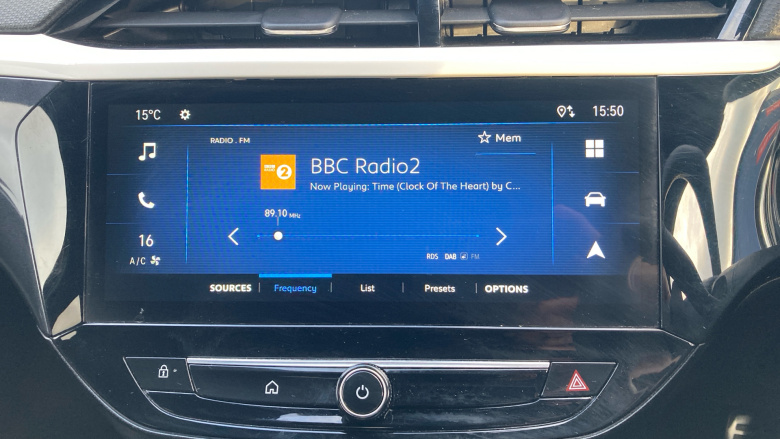 15°C
15:50
RADIO . FM
Mem
2
BBC Radio2
Now Playing: Time (Clock Of The Heart) by C...
89.10 MHz
16
A/C
RDS DAB FM
SOURCES Frequency List Presets OPTIONS